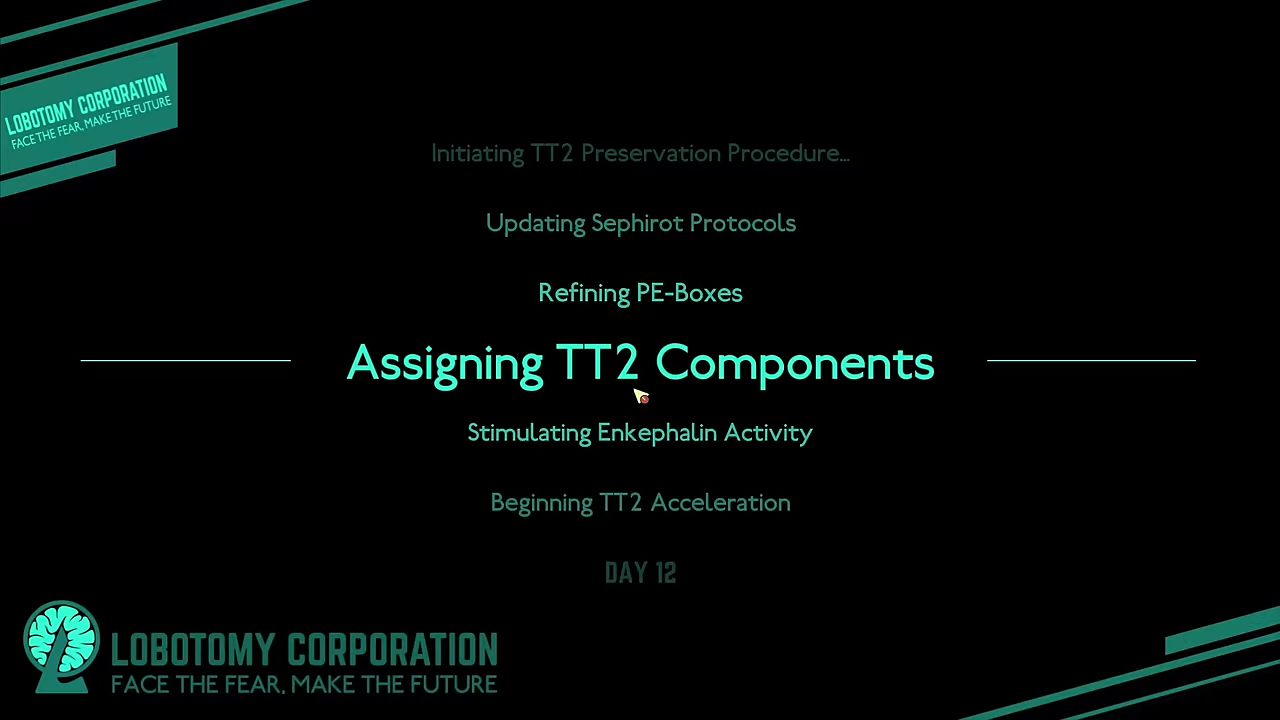 LOBOTOMY CORPORATION
FACE THE FEAR, MAKE THE FUTURE
Initiating TT2 Preservation Procedure...
Updating Sephirot Protocols
Refining PE-Boxes
Assigning TT2 Components
Stimulating Enkephalin Activity
Beginning TT2 Acceleration
DAY 12
LOBOTOMY CORPORATION
FACE THE FEAR, MAKE THE FUTURE